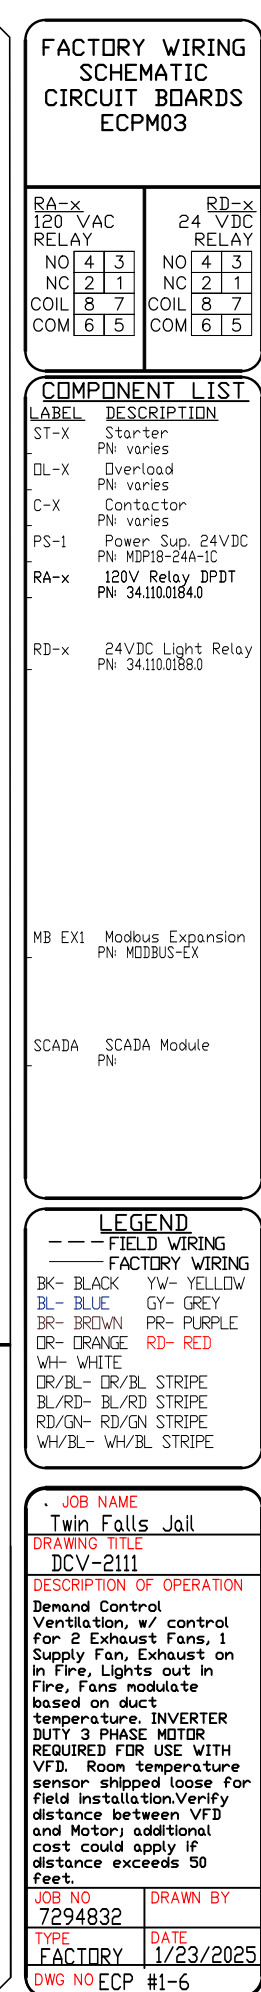 FACTORY WIRING
SCHEMATIC
CIRCUIT BOARDS
ECPM03
RA-x
120 VAC
RELAY
NO 4 3
NC 2 1
COIL 8 7
COM 6 5
RD-x
24 VDC
RELAY
NO 4 3
NC 2 1
COIL 8 7
COM 6 5
COMPONENT LIST
LABEL DESCRIPTION
ST-X Starter
PN: varies
OL-X Overload
PN: varies
C-X Contactor
PN: varies
PS-1 Power Sup. 24VDC
PN: MDP18-24A-1C
RA-x 120V Relay DPDT
PN: 34.110.0184.0
RD-x 24VDC Light Relay
PN: 34.110.0188.0
MB EX1 Modbus Expansion
PN: MODBUS-EX
SCADA SCADA Module
PN:
LEGEND
--- FIELD WIRING
—— FACTORY WIRING
BK- BLACK YW- YELLOW
BL- BLUE GY- GREY
BR- BROWN PR- PURPLE
OR- ORANGE RD- RED
WH- WHITE
OR/BL- OR/BL STRIPE
BL/RD- BL/RD STRIPE
RD/GN- RD/GN STRIPE
WH/BL- WH/BL STRIPE
. JOB NAME
Twin Falls Jail
DRAWING TITLE
DCV-2111
DESCRIPTION OF OPERATION
Demand Control
Ventilation, w/ control
for 2 Exhaust Fans, 1
Supply Fan, Exhaust on
in Fire, Lights out in
Fire, Fans modulate
based on duct
temperature. INVERTER
DUTY 3 PHASE MOTOR
REQUIRED FOR USE WITH
VFD. Room temperature
sensor shipped loose for
field installation.Verify
distance between VFD
and Motor; additional
cost could apply if
distance exceeds 50
feet.
JOB NO
7294832
DRAWN BY
TYPE
FACTORY
DATE
1/23/2025
DWG NO ECP #1-6